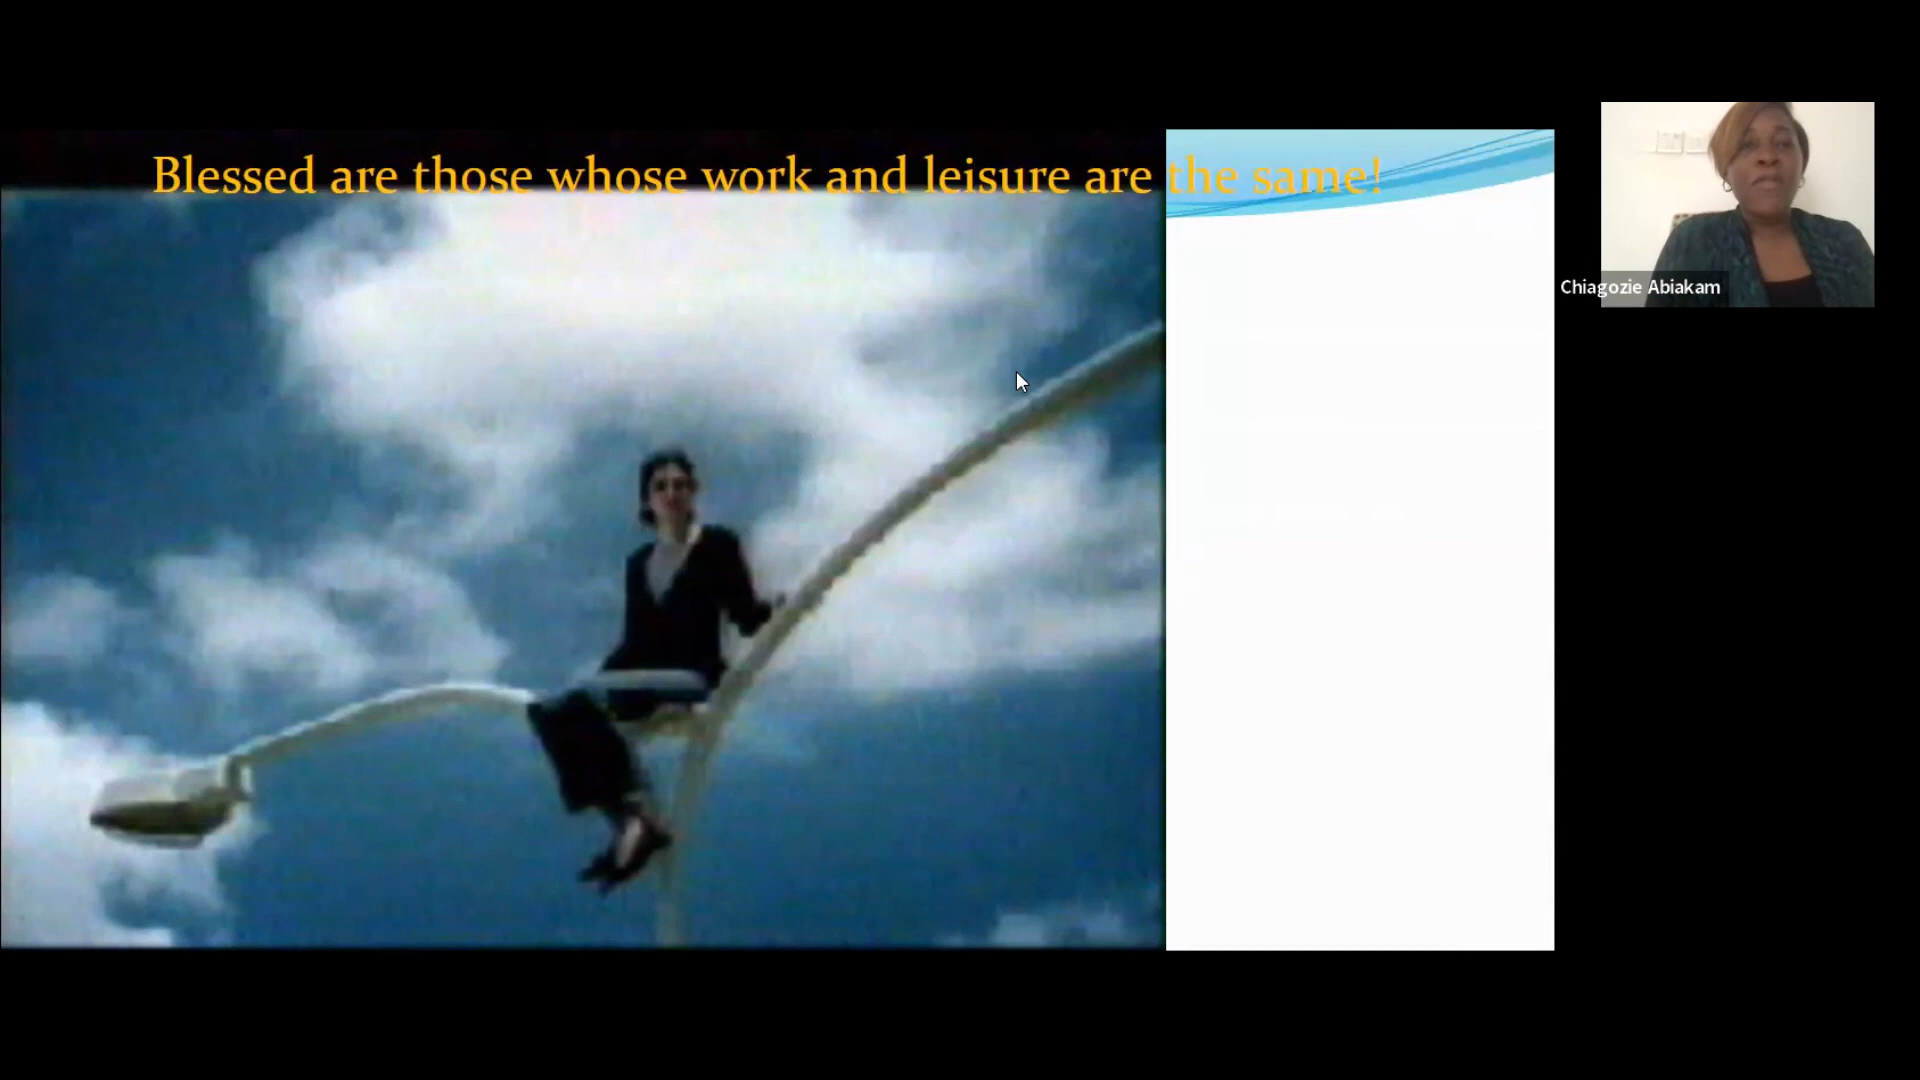 Blessed are those whose work and leisure are the same!
Chiagozie Abiakam